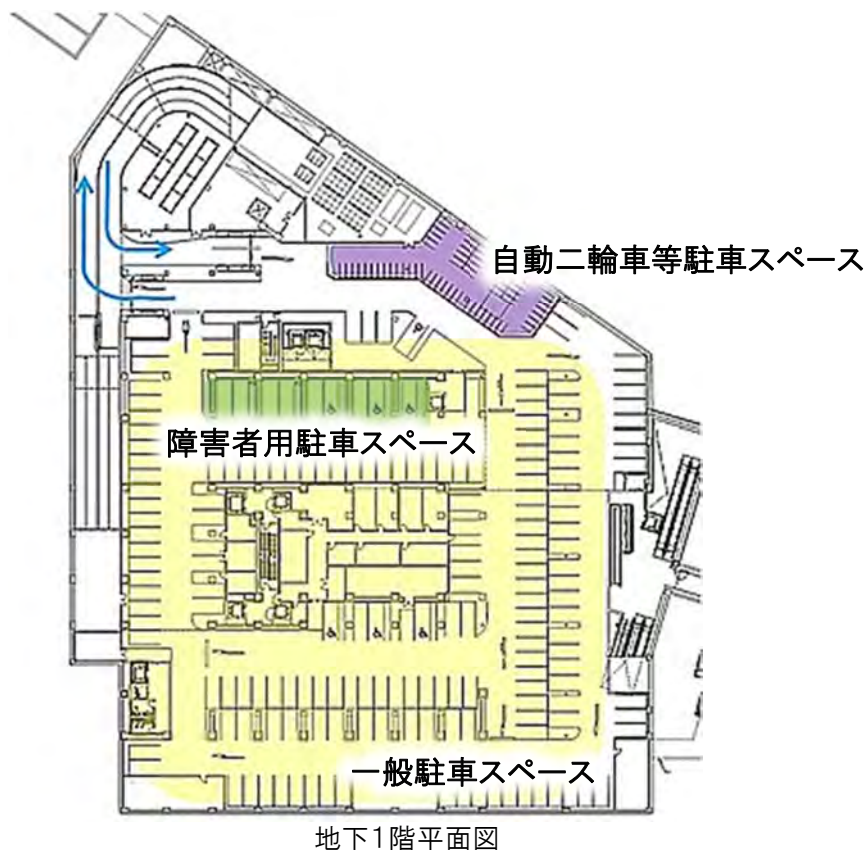 自動二輪車等駐車スペース
障害者用駐車スペース
一般駐車スペース
地下1階平面図